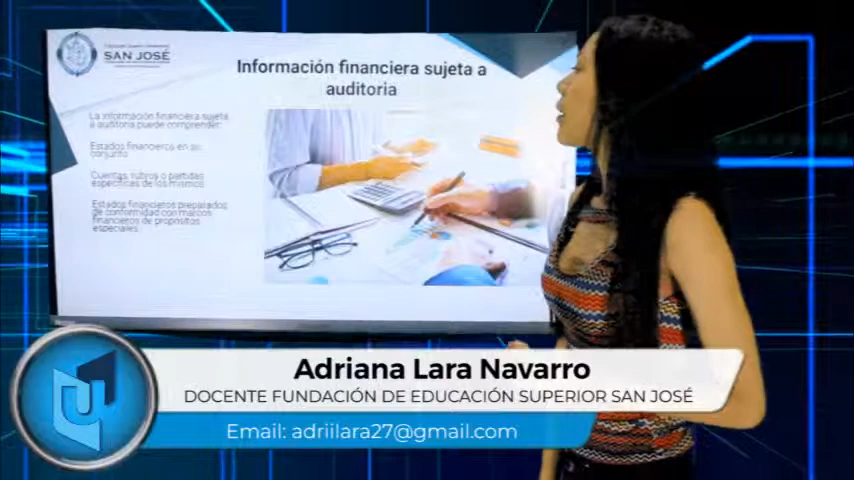 SAN JOSÉ
Información financiera sujeta a
auditoria
La información financiera sujeta
a auditoria puede comprender:
Estados financieros en su
conjunto
Cuentas, rubros o partidas
específicas de los mismos
Estados financieros preparados
de conformidad con marcos
financieros de propósitos
especiales.
Adriana Lara Navarro
DOCENTE FUNDACIÓN DE EDUCACIÓN SUPERIOR SAN JOSÉ
Email: adriilara27@gmail.com